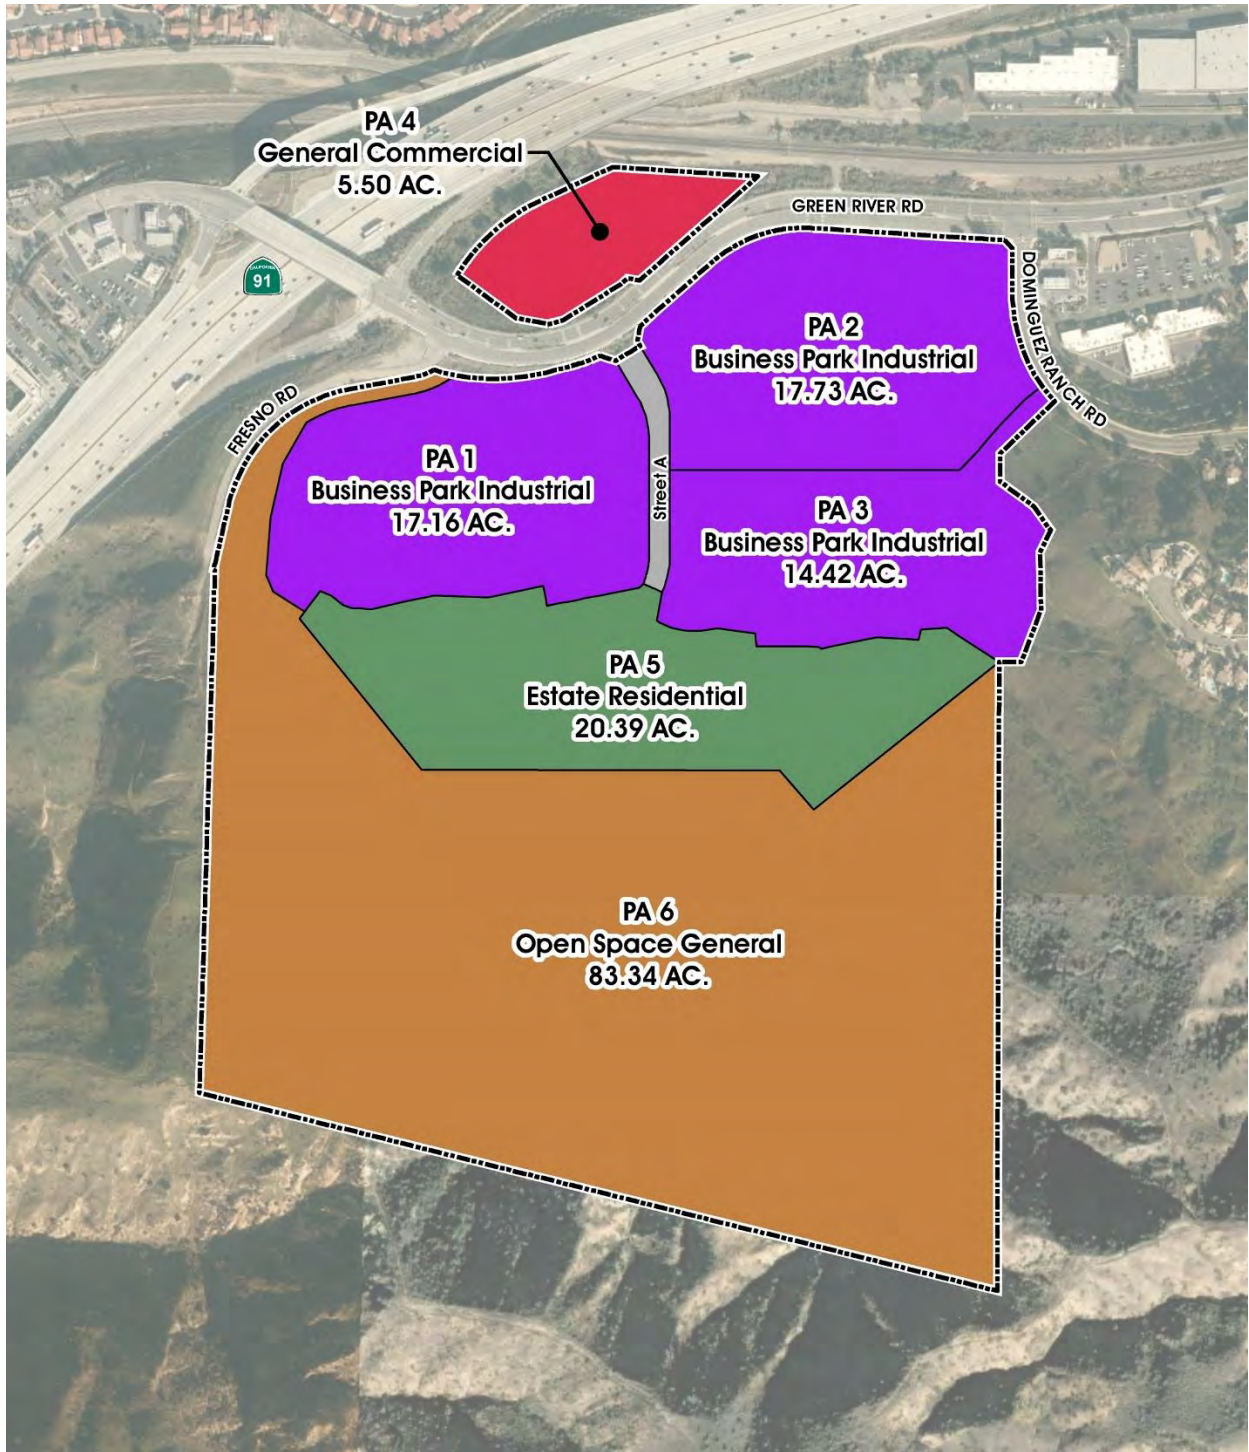 PA 4
General Commercial
5.50 AC.
GREEN RIVER RD
CALIFORNIA
91
DOMINGUEZ RANCH RD
PA 2
Business Park Industrial
17.73 AC.
FRESNO RD
PA 1
Business Park Industrial
17.16 AC.
Street A
PA 3
Business Park Industrial
14.42 AC.
PA 5
Estate Residential
20.39 AC.
PA 6
Open Space General
83.34 AC.